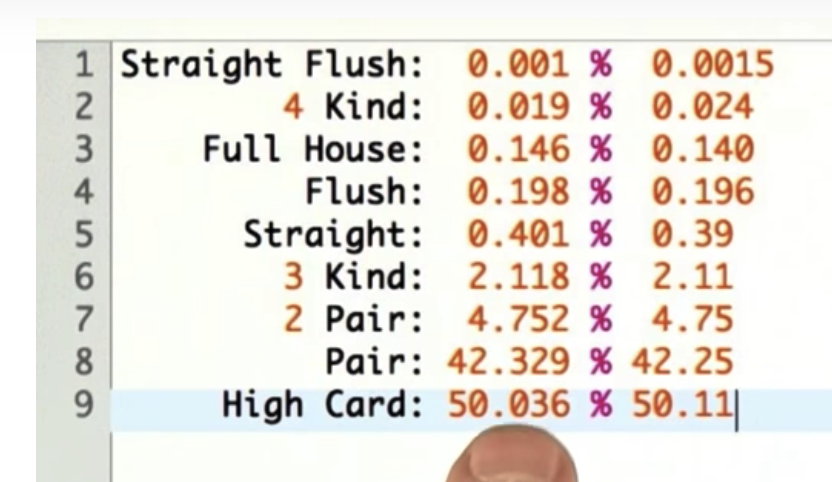 1 Straight Flush: 0.001 % 0.0015
2 4 Kind: 0.019 % 0.024
3 Full House: 0.146 % 0.140
4 Flush: 0.198 % 0.196
5 Straight: 0.401 % 0.39
6 3 Kind: 2.118 % 2.11
7 2 Pair: 4.752 % 4.75
8 Pair: 42.329 % 42.25
9 High Card: 50.036 % 50.11